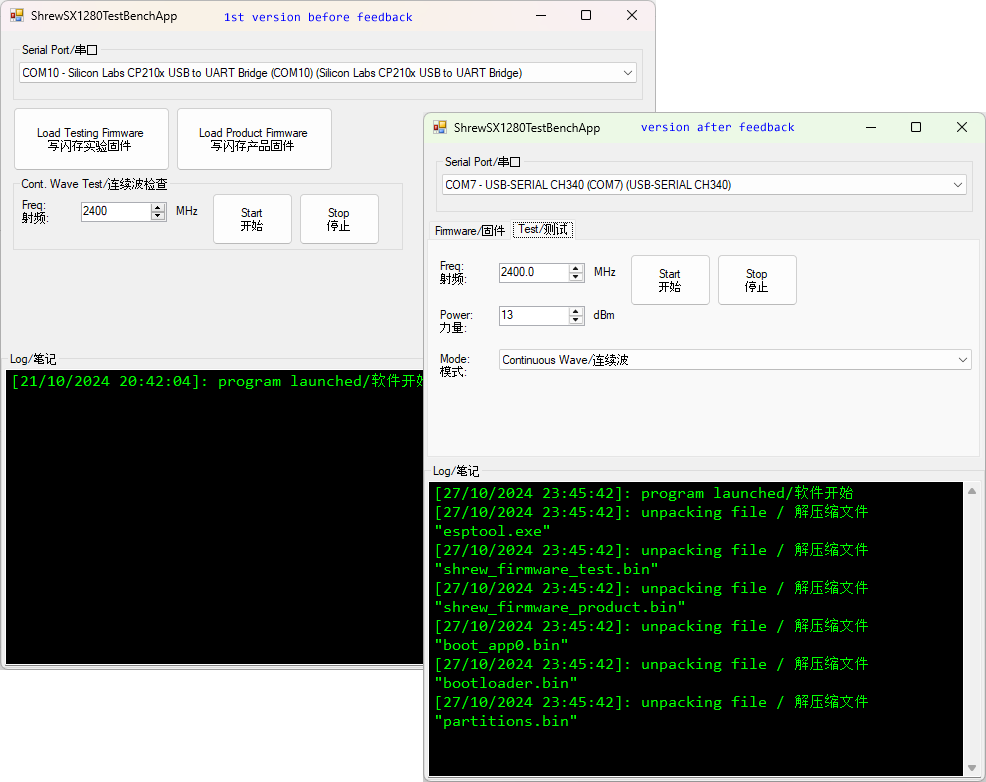 ShrewSX1280TestBenchApp
1st version before feedback
Serial Port/串口
COM10 - Silicon Labs CP210x USB to UART Bridge (COM10) (Silicon Labs CP210x USB to UART Bridge)
Load Testing Firmware
写闪存实验固件
Load Product Firmware
写闪存产品固件
Cont. Wave Test/连续波检查
Freq:
射频:
2400
MHz
Start
开始
Stop
停止
Log/笔记
[21/10/2024 20:42:04]: program launched/软件开始
ShrewSX1280TestBenchApp
version after feedback
Serial Port/串口
COM7 - USB-SERIAL CH340 (COM7) (USB-SERIAL CH340)
Firmware/固件
Test/测试
Freq:
射频:
2400.0
MHz
Start
开始
Stop
停止
Power:
力量:
13
dBm
Mode:
模式:
Continuous Wave/连续波
Log/笔记
[27/10/2024 23:45:42]: program launched/软件开始
[27/10/2024 23:45:42]: unpacking file / 解压缩文件
"esptool.exe"
[27/10/2024 23:45:42]: unpacking file / 解压缩文件
"shrew_firmware_test.bin"
[27/10/2024 23:45:42]: unpacking file / 解压缩文件
"shrew_firmware_product.bin"
[27/10/2024 23:45:42]: unpacking file / 解压缩文件
"boot_app0.bin"
[27/10/2024 23:45:42]: unpacking file / 解压缩文件
"bootloader.bin"
[27/10/2024 23:45:42]: unpacking file / 解压缩文件
"partitions.bin"